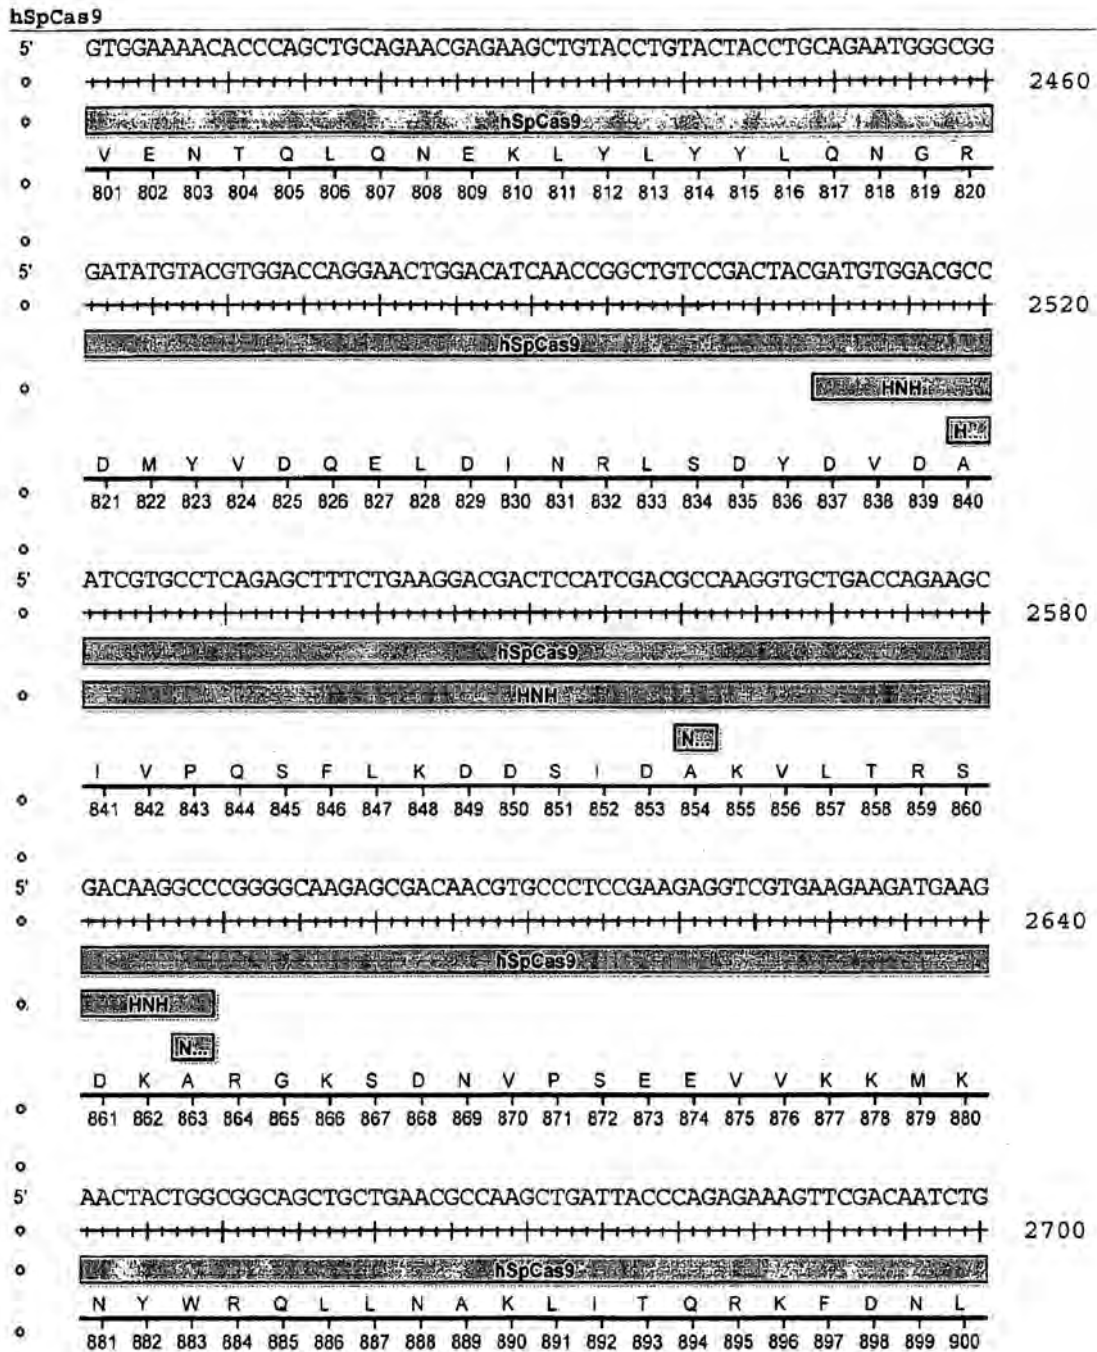 hSpCas9
5' GTGGAAAACACCCAGCTGCAGAACGAGAAGCTGTACCTGTACTACCTGCAGAATGGGCGG
2460
hSpCas9
V E N T Q L Q N E K L Y L Y Y L Q N G R
801 802 803 804 805 806 807 808 809 810 811 812 813 814 815 816 817 818 819 820
5' GATATGTACGTGGACCAGGAACTGGACATCAACCGGCTGTCCGACTACGATGTGGACGCC
2520
hSpCas9
HNH
H...
D M Y V D Q E L D I N R L S D Y D V D A
821 822 823 824 825 826 827 828 829 830 831 832 833 834 835 836 837 838 839 840
5' ATCGTGCCTCAGAGCTTTCTGAAGGACGACTCCATCGACGCCAAGGTGCTGACCAGAAGC
2580
hSpCas9
HNH
N...
I V P Q S F L K D D S I D A K V L T R S
841 842 843 844 845 846 847 848 849 850 851 852 853 854 855 856 857 858 859 860
5' GACAAGGCCCGGGGCAAGAGCGACAACGTGCCCTCCGAAGAGGTCGTGAAGAAGATGAAG
2640
hSpCas9
HNH
N...
D K A R G K S D N V P S E E V V K K M K
861 862 863 864 865 866 867 868 869 870 871 872 873 874 875 876 877 878 879 880
5' AACTACTGGCGGCAGCTGCTGAACGCCAAGCTGATTACCCAGAGAAAGTTCGACAATCTG
2700
hSpCas9
N Y W R Q L L N A K L I T Q R K F D N L
881 882 883 884 885 886 887 888 889 890 891 892 893 894 895 896 897 898 899 900